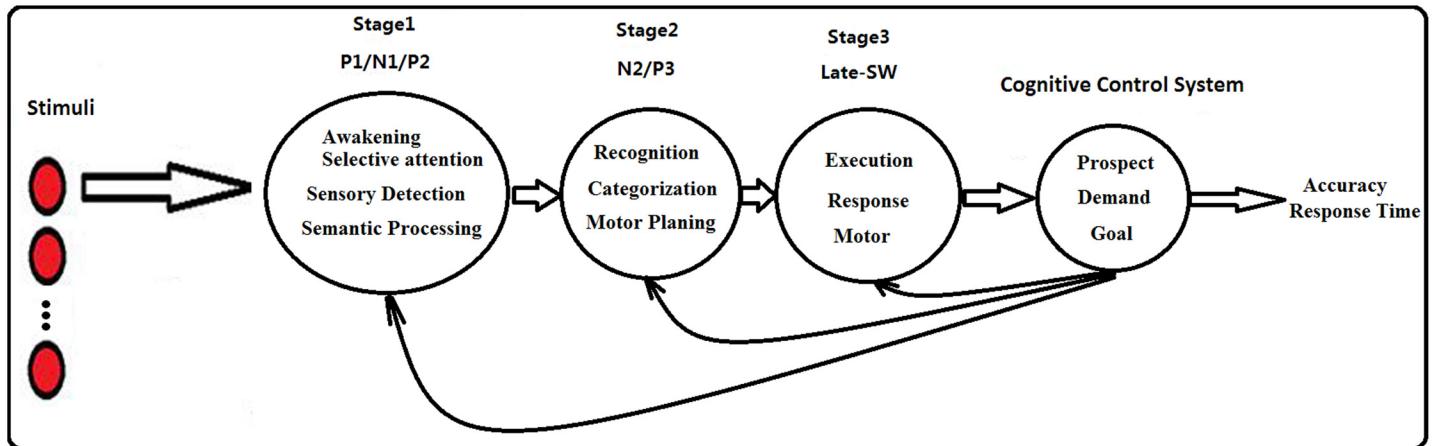 Stimuli
Stage1
P1/N1/P2
Awakening
Selective attention
Sensory Detection
Semantic Processing
Stage2
N2/P3
Recognition
Categorization
Motor Planing
Stage3
Late-SW
Execution
Response
Motor
Cognitive Control System
Prospect
Demand
Goal
Accuracy
Response Time